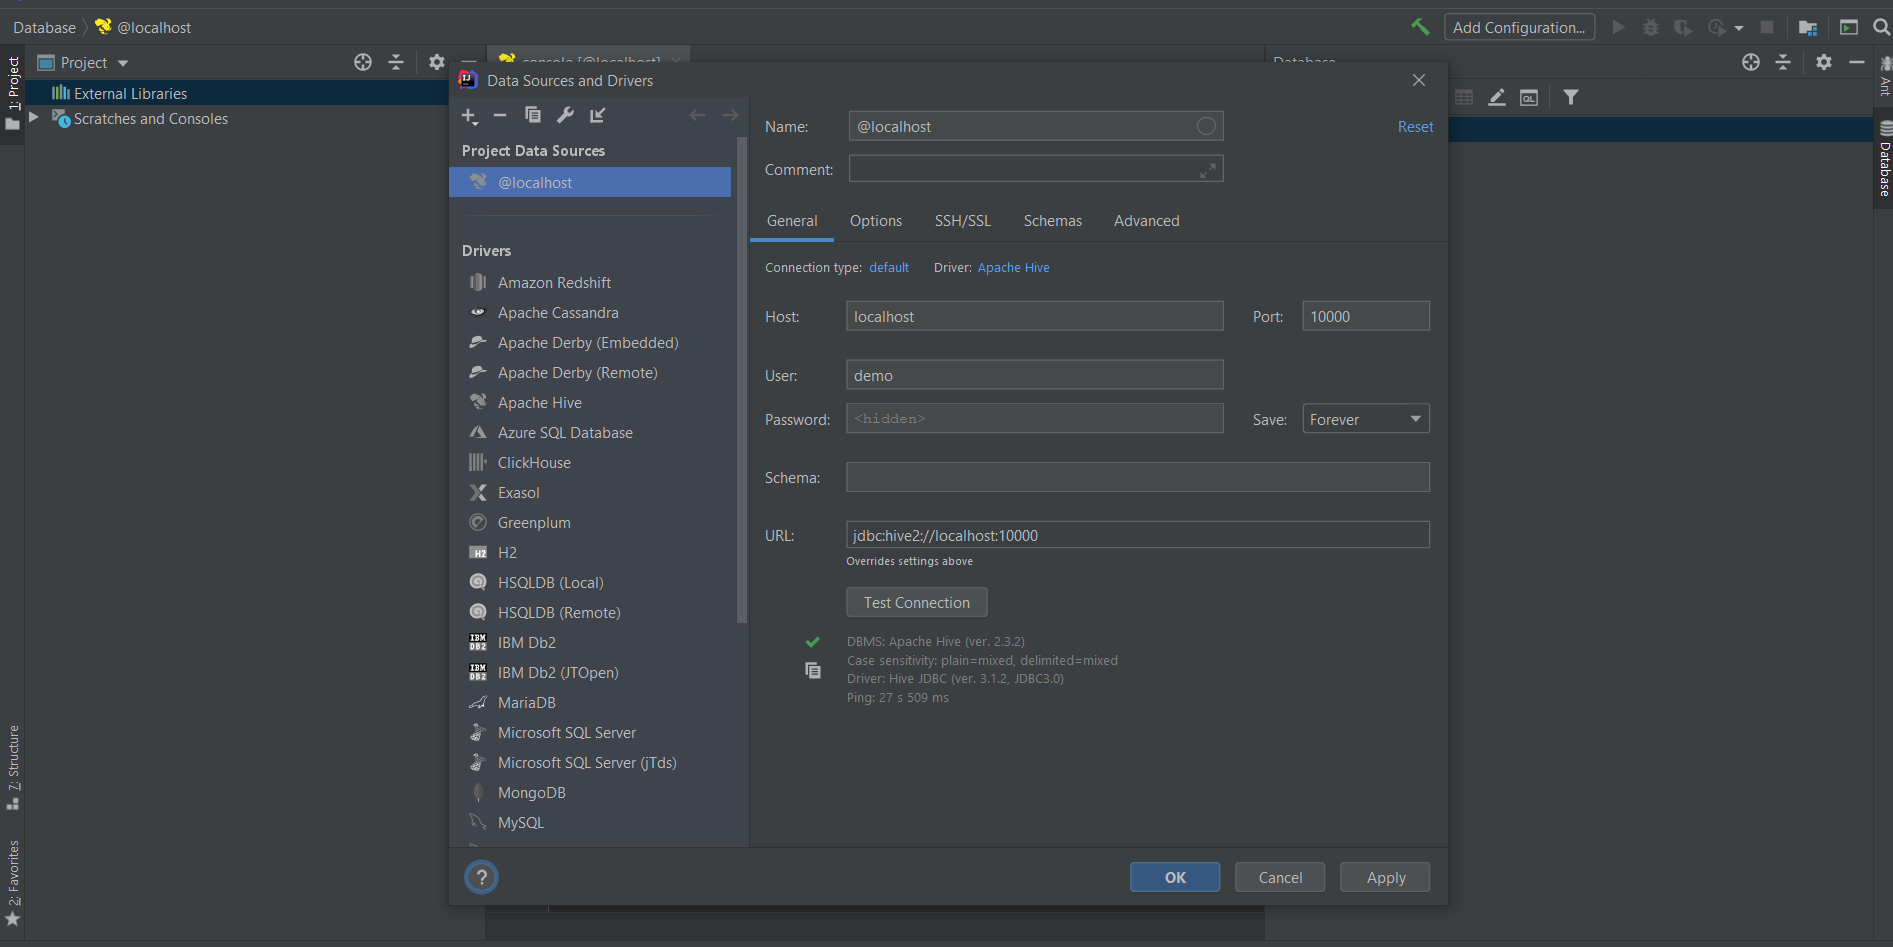 Database @localhost
Add Configuration...
Project
console [@localhost]
Database
1: Project
External Libraries
Scratches and Consoles
7: Structure
2: Favorites
Ant
Database
Data Sources and Drivers
Project Data Sources
@localhost
Drivers
Amazon Redshift
Apache Cassandra
Apache Derby (Embedded)
Apache Derby (Remote)
Apache Hive
Azure SQL Database
ClickHouse
Exasol
Greenplum
H2 H2
HSQLDB (Local)
HSQLDB (Remote)
IBM DB2 IBM Db2
IBM DB2 IBM Db2 (JTOpen)
MariaDB
Microsoft SQL Server
Microsoft SQL Server (jTds)
MongoDB
MySQL
Name: @localhost Reset
Comment:
General Options SSH/SSL Schemas Advanced
Connection type: default Driver: Apache Hive
Host: localhost Port: 10000
User: demo
Password: <hidden> Save: Forever
Schema:
URL: jdbc:hive2://localhost:10000
Overrides settings above
Test Connection
DBMS: Apache Hive (ver. 2.3.2)
Case sensitivity: plain=mixed, delimited=mixed
Driver: Hive JDBC (ver. 3.1.2, JDBC3.0)
Ping: 27 s 509 ms
? OK Cancel Apply
IJ
QL